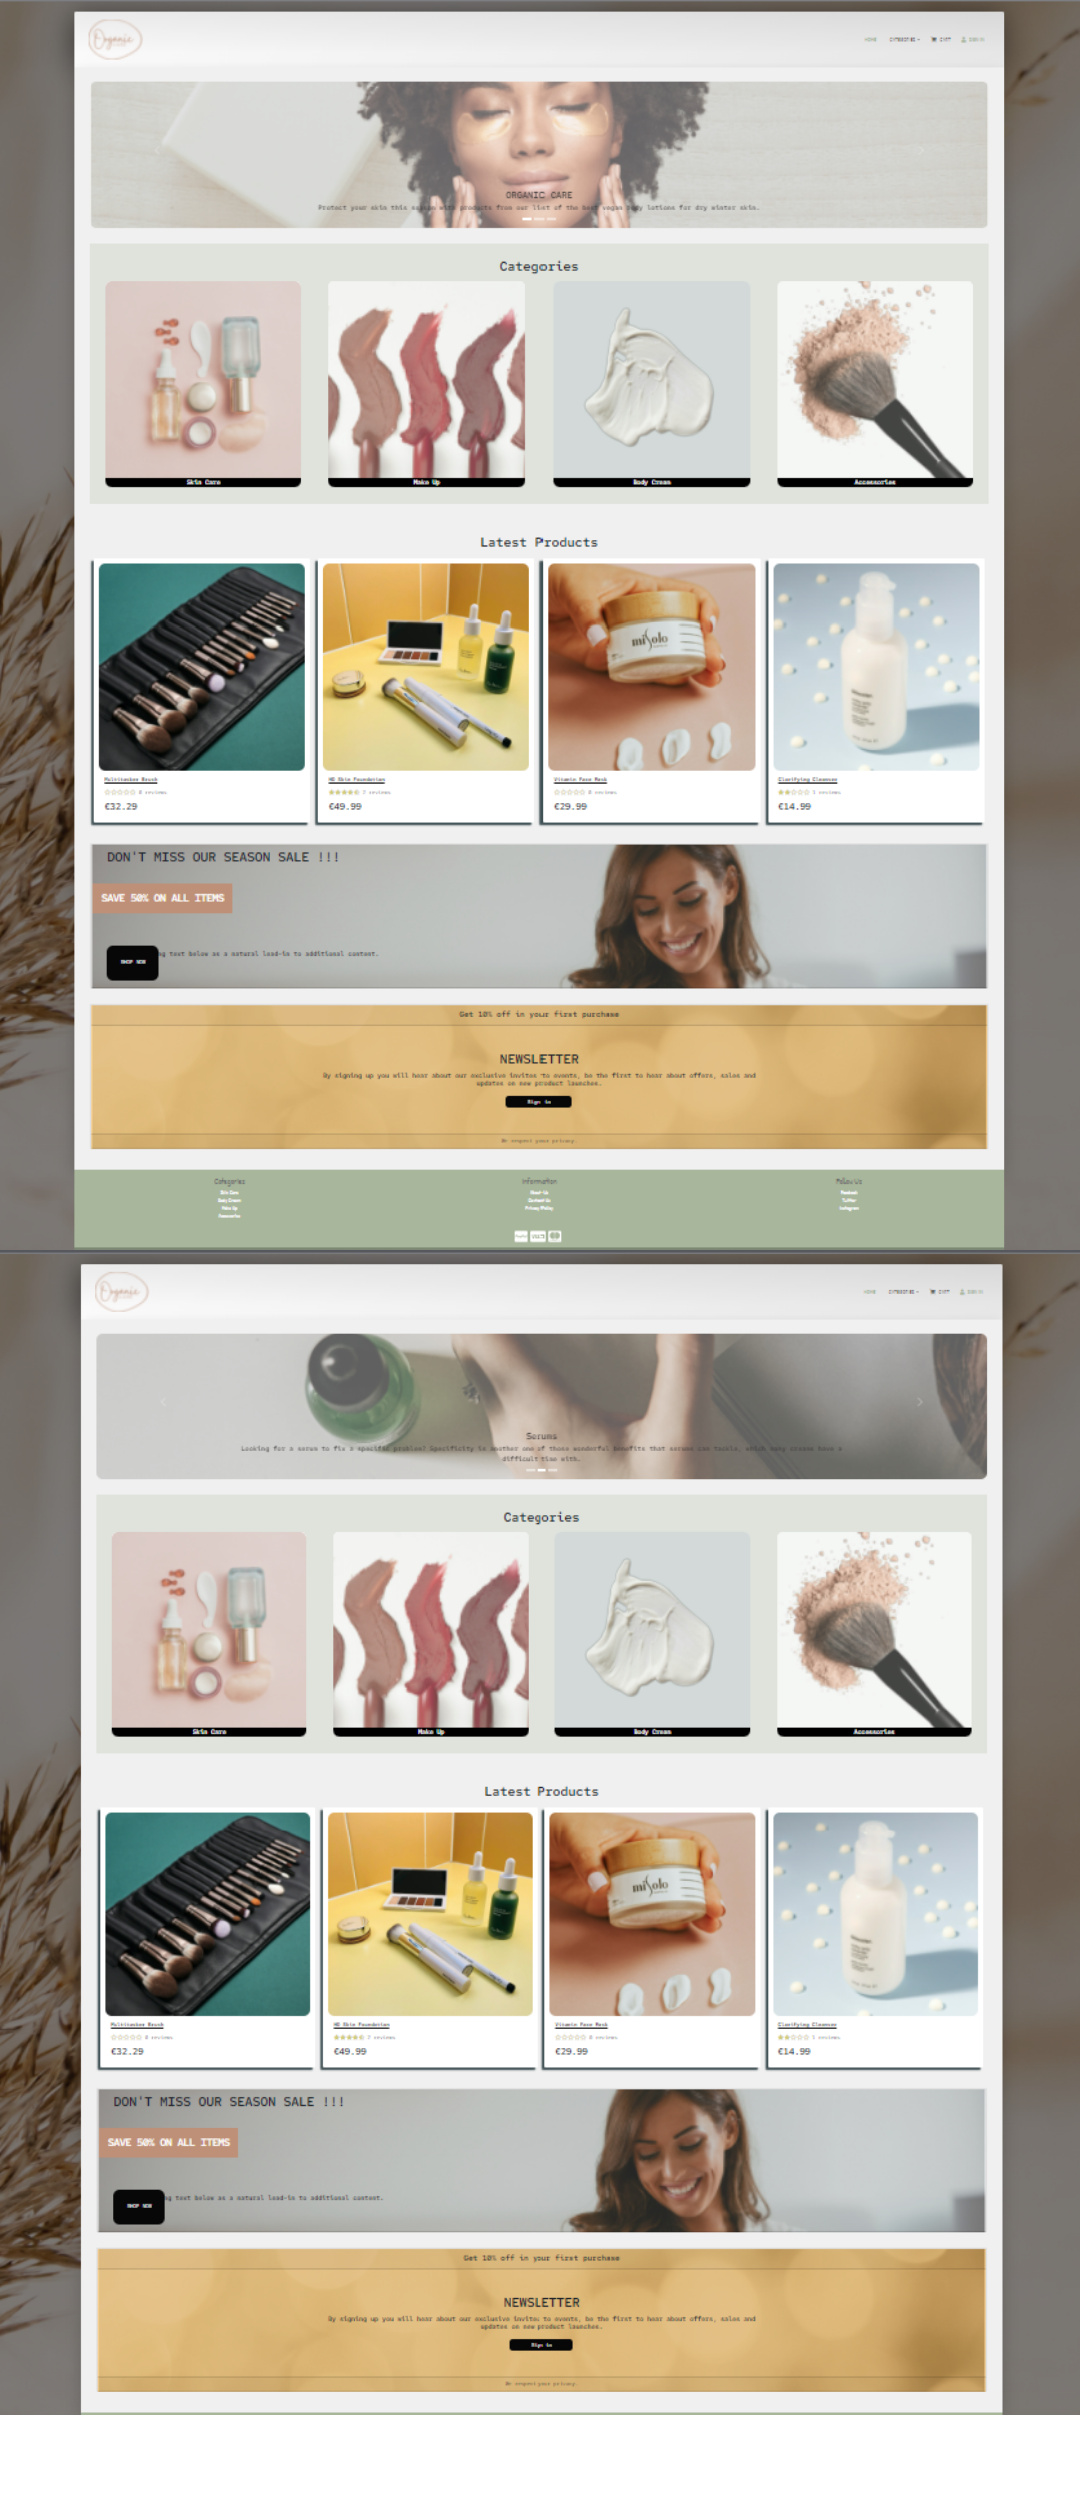 Organic
HOME CATEGORIES CART SIGN IN
ORGANIC CARE
Protect your skin this season with products from our list of the best vegan body lotions for dry winter skin.
Categories
Skin Care Make Up Body Cream Accessories
Latest Products
Multitasker Brush HD Skin Foundation Vitamin Face Mask Clarifying Cleanser
0 reviews 7 reviews 0 reviews 1 reviews
€32.29 €49.99 €29.99 €14.99
DON'T MISS OUR SEASON SALE !!!
SAVE 50% ON ALL ITEMS
SHOP NOW ng text below as a natural lead-in to additional content.
Get 10% off in your first purchase
NEWSLETTER
By signing up you will hear about our exclusive invites to events, be the first to hear about offers, sales and
updates on new product launches.
Sign in
We respect your privacy.
Categories Information Follow Us
Skin Care About Us Facebook
Body Cream Contact Us Twitter
Make Up Privacy Policy Instagram
Accessories
Organic
HOME CATEGORIES CART SIGN IN
Serums
Looking for a serum to fix a specific problem? Specificity is another one of those wonderful benefits that serums can tackle, which many creams have a
difficult time with.
Categories
Skin Care Make Up Body Cream Accessories
Latest Products
Multitasker Brush HD Skin Foundation Vitamin Face Mask Clarifying Cleanser
0 reviews 7 reviews 0 reviews 1 reviews
€32.29 €49.99 €29.99 €14.99
DON'T MISS OUR SEASON SALE !!!
SAVE 50% ON ALL ITEMS
SHOP NOW ng text below as a natural lead-in to additional content.
Get 10% off in your first purchase
NEWSLETTER
By signing up you will hear about our exclusive invites to events, be the first to hear about offers, sales and
updates on new product launches.
Sign in
We respect your privacy.